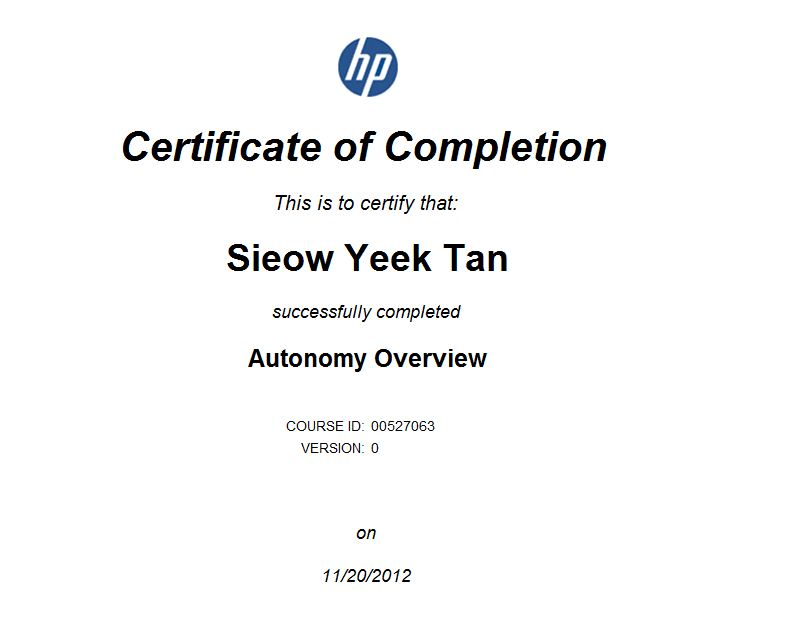 hp
Certificate of Completion
This is to certify that:
Sieow Yeek Tan
successfully completed
Autonomy Overview
COURSE ID: 00527063
VERSION: 0
on
11/20/2012